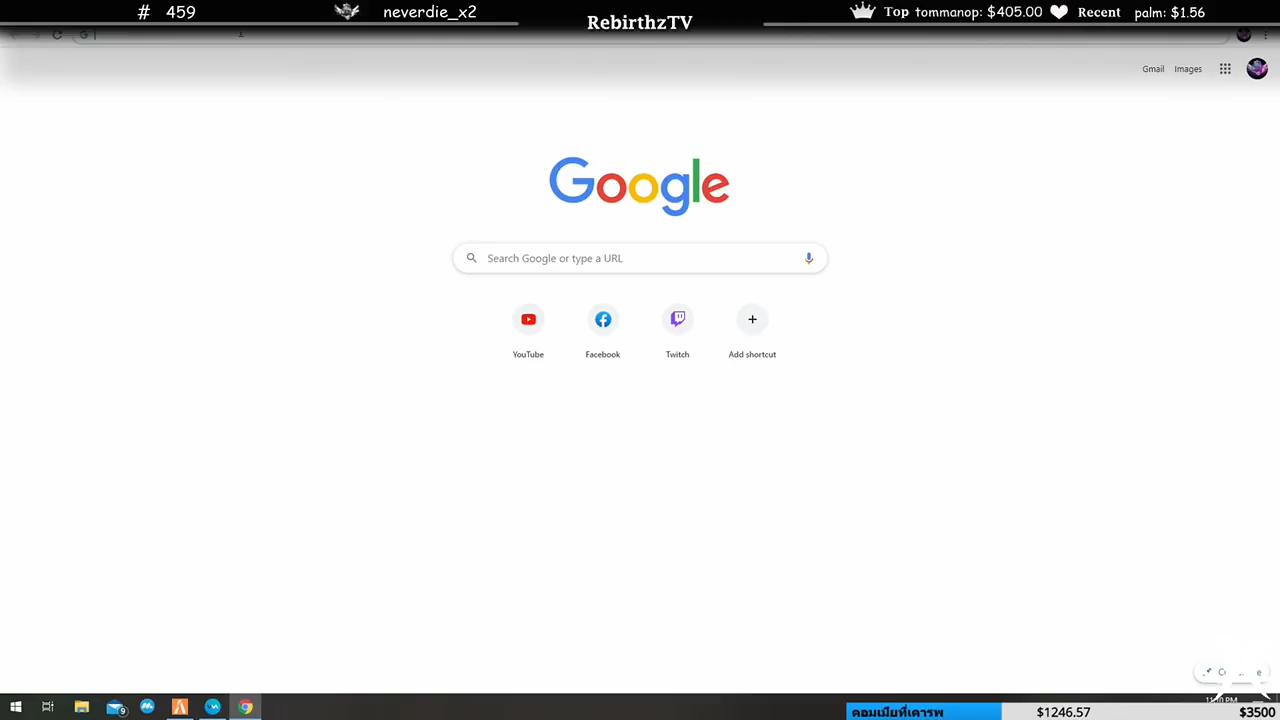 # 459 neverdie_x2 RebirthzTV Top tommanop: $405.00 Recent palm: $1.56
Gmail Images
Google
Search Google or type a URL
YouTube Facebook Twitch Add shortcut
9
คอมเมียที่เคารพ $1246.57 $3500